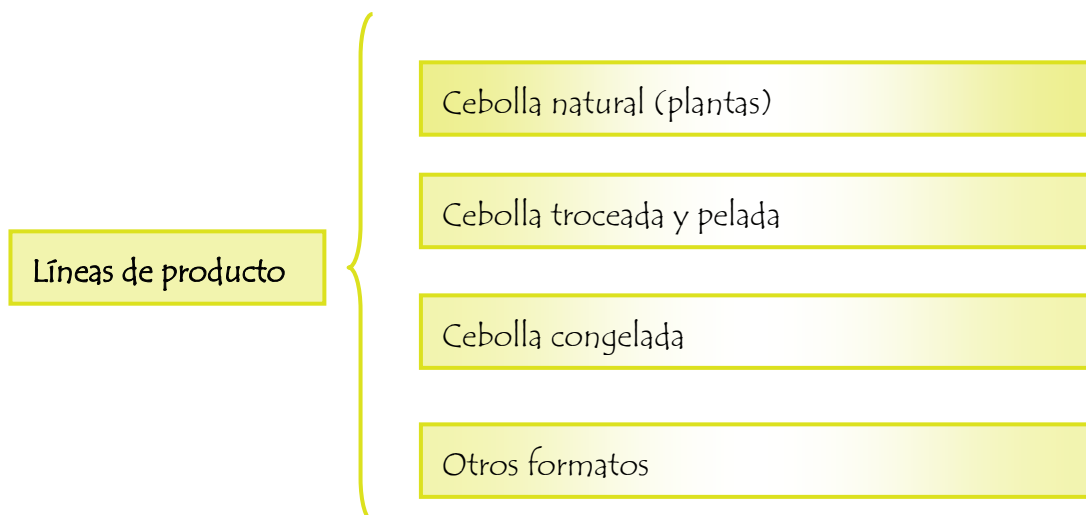 Cebolla natural (plantas)
Cebolla troceada y pelada
Líneas de producto
Cebolla congelada
Otros formatos